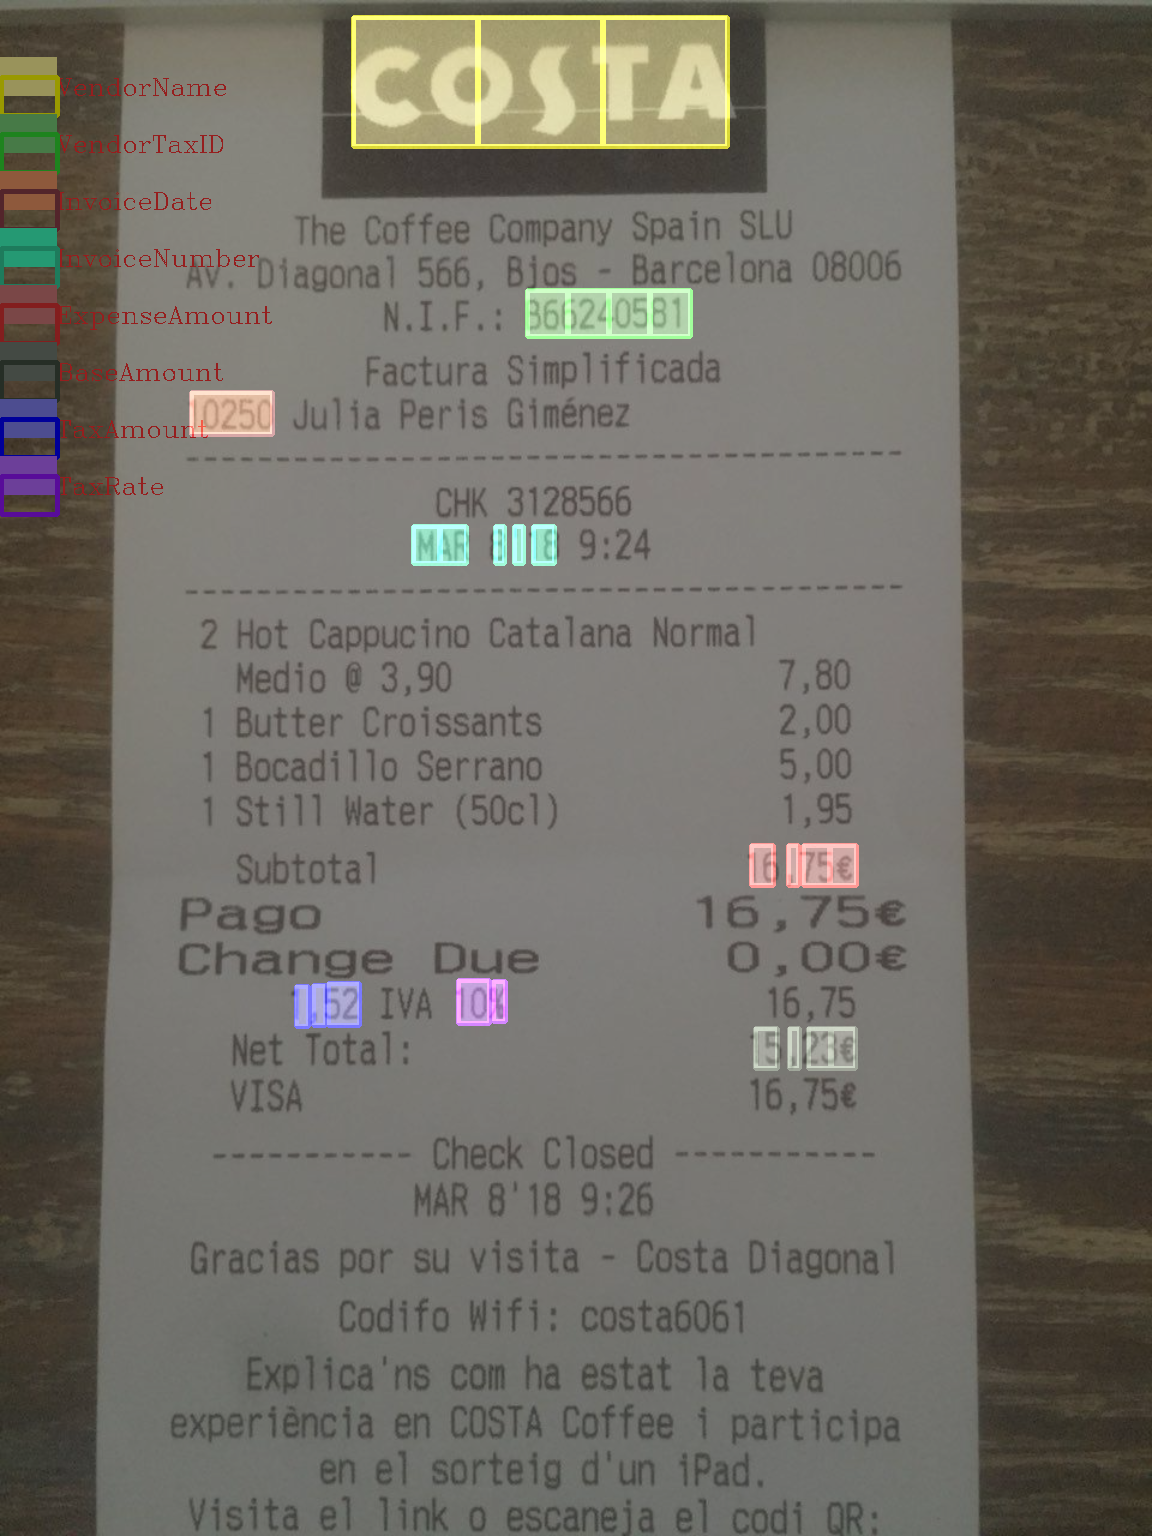 COSTA
VendorName
VendorTaxID
InvoiceDate
InvoiceNumber
ExpenseAmount
BaseAmount
TaxAmount
TaxRate
The Coffee Company Spain SLU
AV. Diagonal 566, Bjos - Barcelona 08006
N.I.F.: B66240581
Factura Simplificada
10250 Julia Peris Giménez
CHK 3128566
MAR 8'18 9:24
2 Hot Cappucino Catalana Normal
Medio @ 3,90 7,80
1 Butter Croissants 2,00
1 Bocadillo Serrano 5,00
1 Still Water (50cl) 1,95
Subtotal 16,75€
Pago 16,75€
Change Due 0,00€
1,52 IVA 10% 16,75
Net Total: 15,23€
VISA 16,75€
----------- Check Closed -----------
MAR 8'18 9:26
Gracias por su visita - Costa Diagonal
Codifo Wifi: costa6061
Explica'ns com ha estat la teva
experiència en COSTA Coffee i participa
en el sorteig d'un iPad.
Visita el link o escaneja el codi QR: